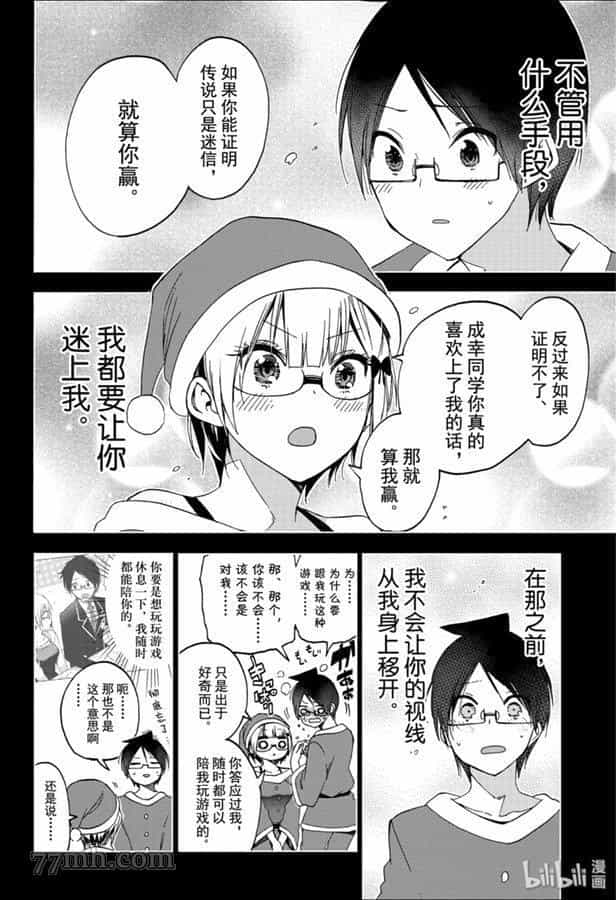 不管用
什么手段，
如果你能证明
传说只是迷信，
就算你赢。
反过来如果
证明不了、
成幸同学你真的
喜欢上了我的话，
那就
算我赢。
我都要让你
迷上我。
在那之前，
我不会让你的视线
从我身上移开。
为……
为什么要
跟我玩这种
游戏……
那、那个，
你该不会
该不会是
对我……
只是出于
好奇而已。
你答应过我，
随时都可以
陪我玩游戏的。
你要是想玩玩游戏
休息一下，我随时
都能陪你的。
呃……
那也不是
这个意思啊
……
还是说……
77mh.com
bilibili
漫画